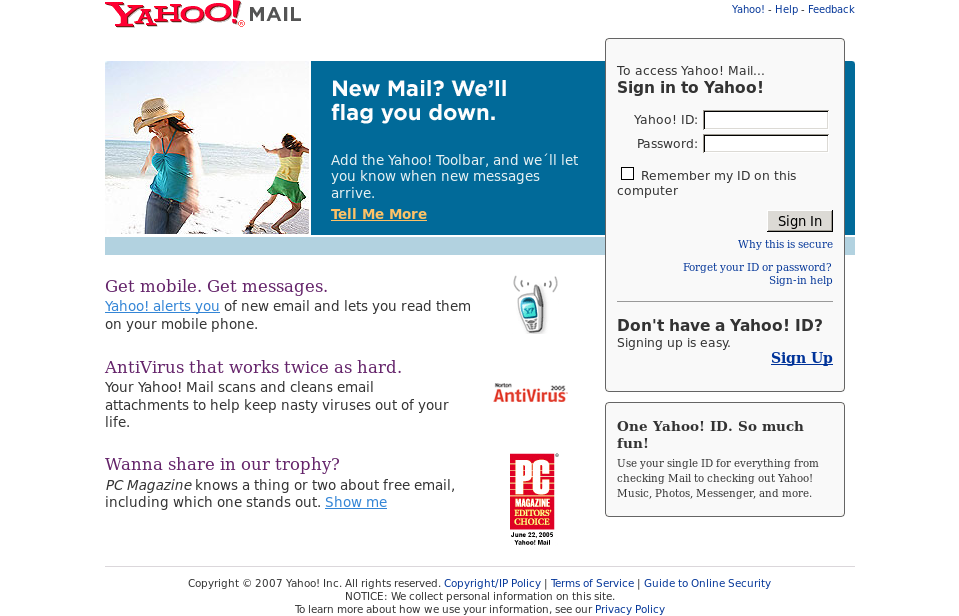 YAHOO!® MAIL
Yahoo! - Help - Feedback
New Mail? We'll
flag you down.
Add the Yahoo! Toolbar, and we´ll let
you know when new messages
arrive.
Tell Me More
To access Yahoo! Mail...
Sign in to Yahoo!
Yahoo! ID:
Password:
Remember my ID on this
computer
Sign In
Why this is secure
Forget your ID or password?
Sign-in help
Don't have a Yahoo! ID?
Signing up is easy.
Sign Up
One Yahoo! ID. So much
fun!
Use your single ID for everything from
checking Mail to checking out Yahoo!
Music, Photos, Messenger, and more.
Get mobile. Get messages.
Yahoo! alerts you of new email and lets you read them
on your mobile phone.
AntiVirus that works twice as hard.
Your Yahoo! Mail scans and cleans email
attachments to help keep nasty viruses out of your
life.
Norton 2005
AntiVirus
Wanna share in our trophy?
PC Magazine knows a thing or two about free email,
including which one stands out. Show me
PC
MAGAZINE
EDITORS'
CHOICE
June 22, 2005
Yahoo! Mail
Copyright © 2007 Yahoo! Inc. All rights reserved. Copyright/IP Policy | Terms of Service | Guide to Online Security
NOTICE: We collect personal information on this site.
To learn more about how we use your information, see our Privacy Policy